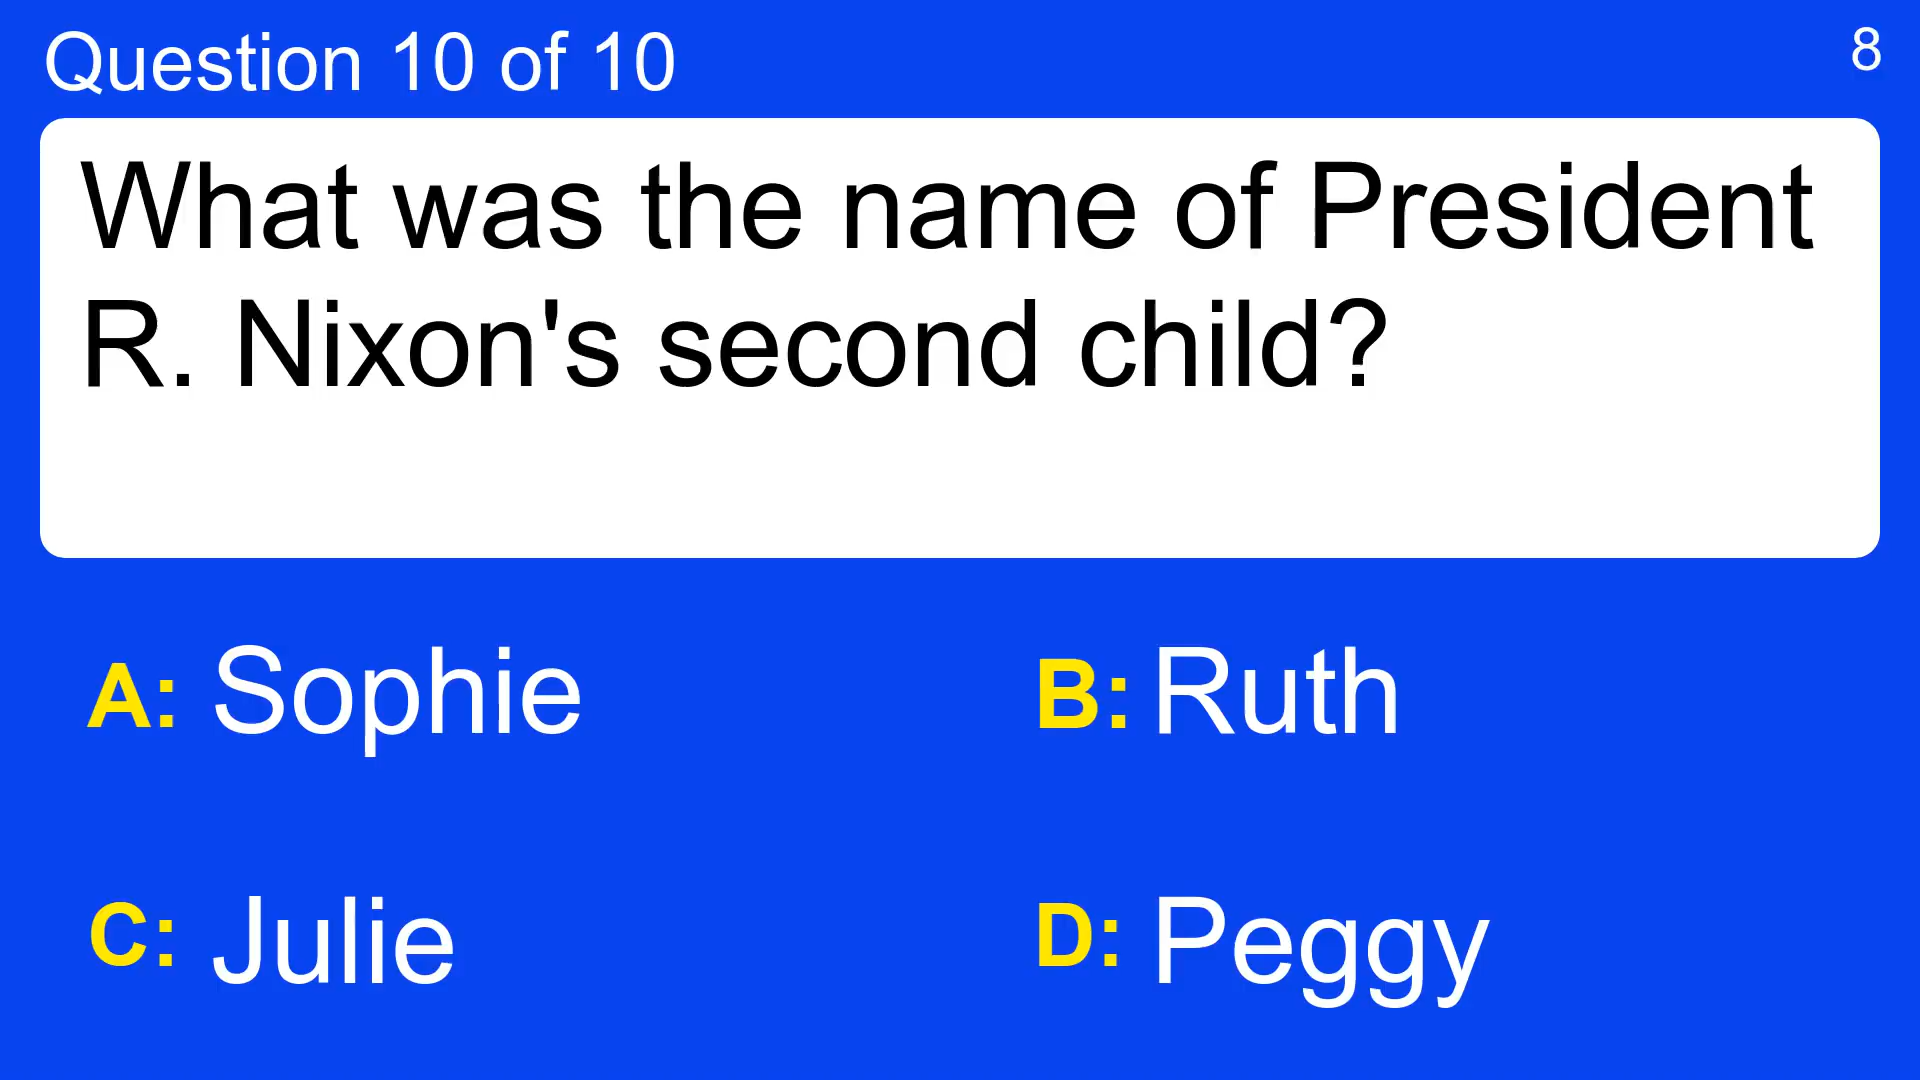 Question 10 of 10
8
What was the name of President
R. Nixon's second child?
A: Sophie
B: Ruth
C: Julie
D: Peggy